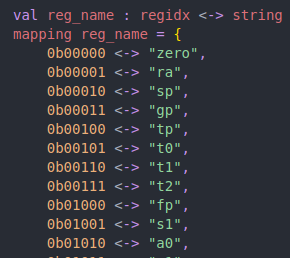 val reg_name : regidx <-> string
mapping reg_name = {
    0b00000 <-> "zero",
    0b00001 <-> "ra",
    0b00010 <-> "sp",
    0b00011 <-> "gp",
    0b00100 <-> "tp",
    0b00101 <-> "t0",
    0b00110 <-> "t1",
    0b00111 <-> "t2",
    0b01000 <-> "fp",
    0b01001 <-> "s1",
    0b01010 <-> "a0",